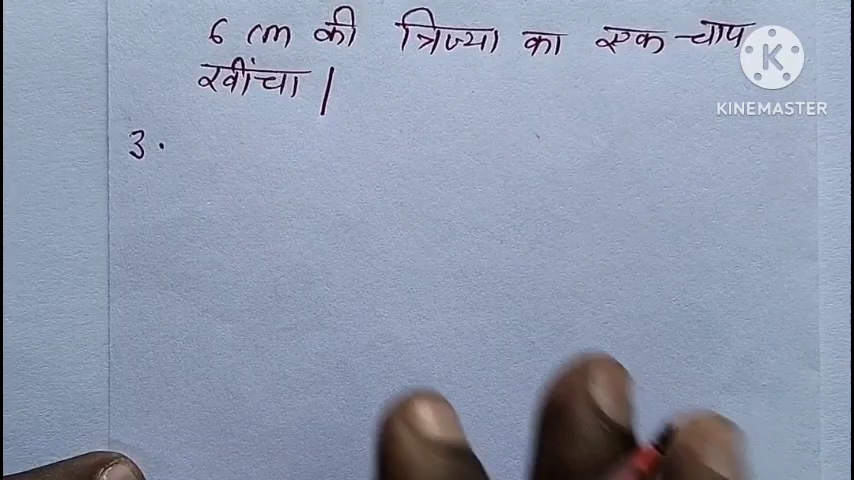 6 cm की त्रिज्या का एक चाप
खींचा |
3.
KINEMASTER